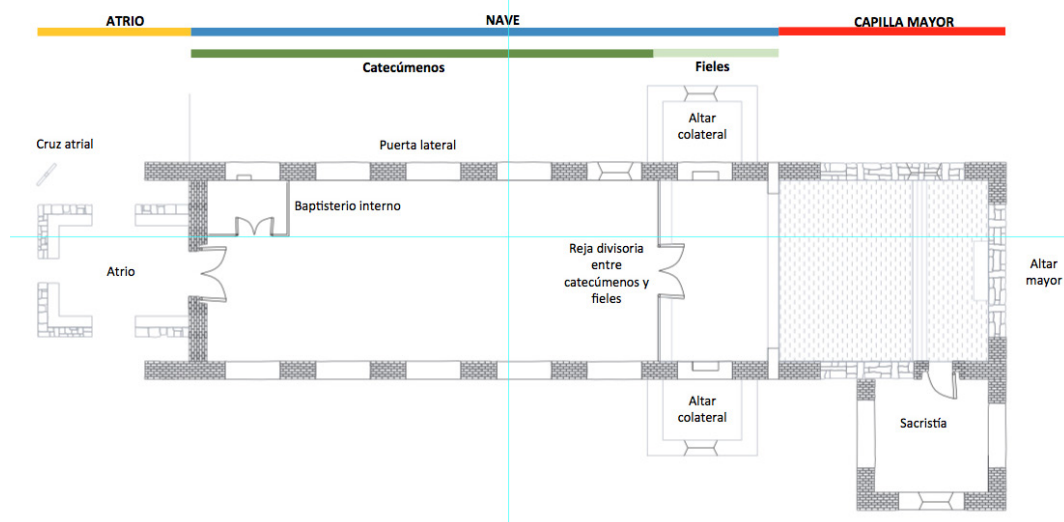 ATRIO
NAVE
CAPILLA MAYOR
Catecúmenos
Fieles
Altar
colateral
Cruz atrial
Puerta lateral
Baptisterio interno
Atrio
Reja divisoria
entre
catecúmenos y
fieles
Altar
mayor
Altar
colateral
Sacristía